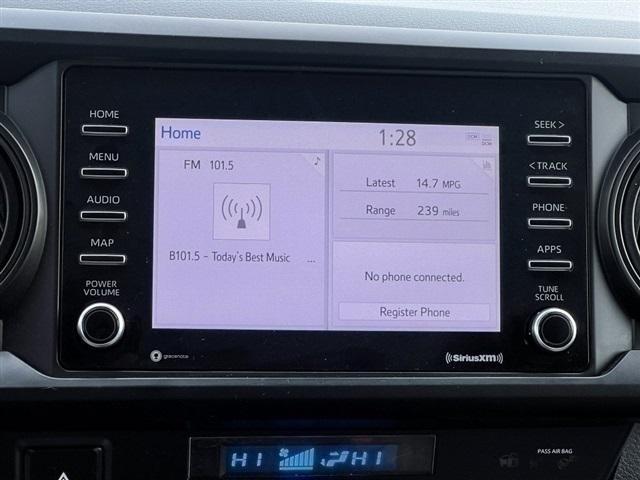 HOME
MENU
AUDIO
MAP
POWER
VOLUME
Home
1:28
DCM
FM 101.5
B101.5 - Today's Best Music ...
Latest 14.7 MPG
Range 239 miles
No phone connected.
Register Phone
SEEK >
< TRACK
PHONE
APPS
TUNE
SCROLL
gracenote
SiriusXM
HI HI
PASS AIR BAG